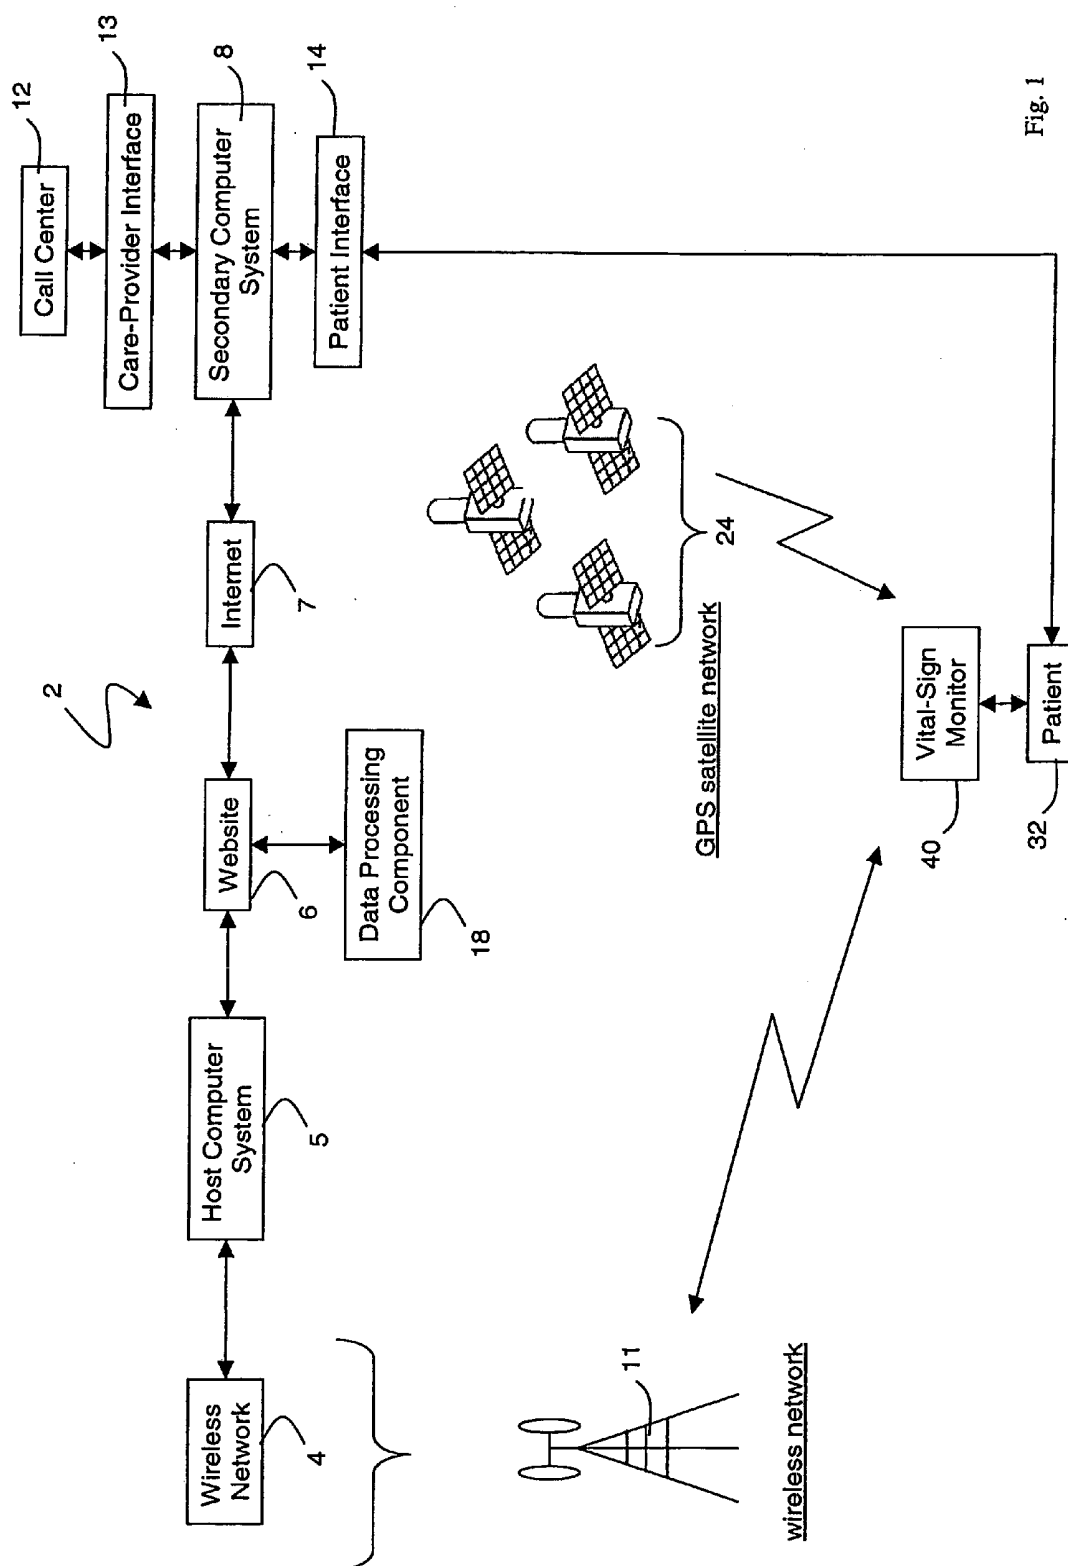 2
Wireless
Network
4
Host Computer
System
5
Website
6
Data Processing
Component
18
Internet
7
Call Center
12
Care-Provider Interface
13
Secondary Computer
System
8
Patient Interface
14
11
wireless network
24
GPS satellite network
Vital-Sign
Monitor
40
Patient
32
Fig. 1